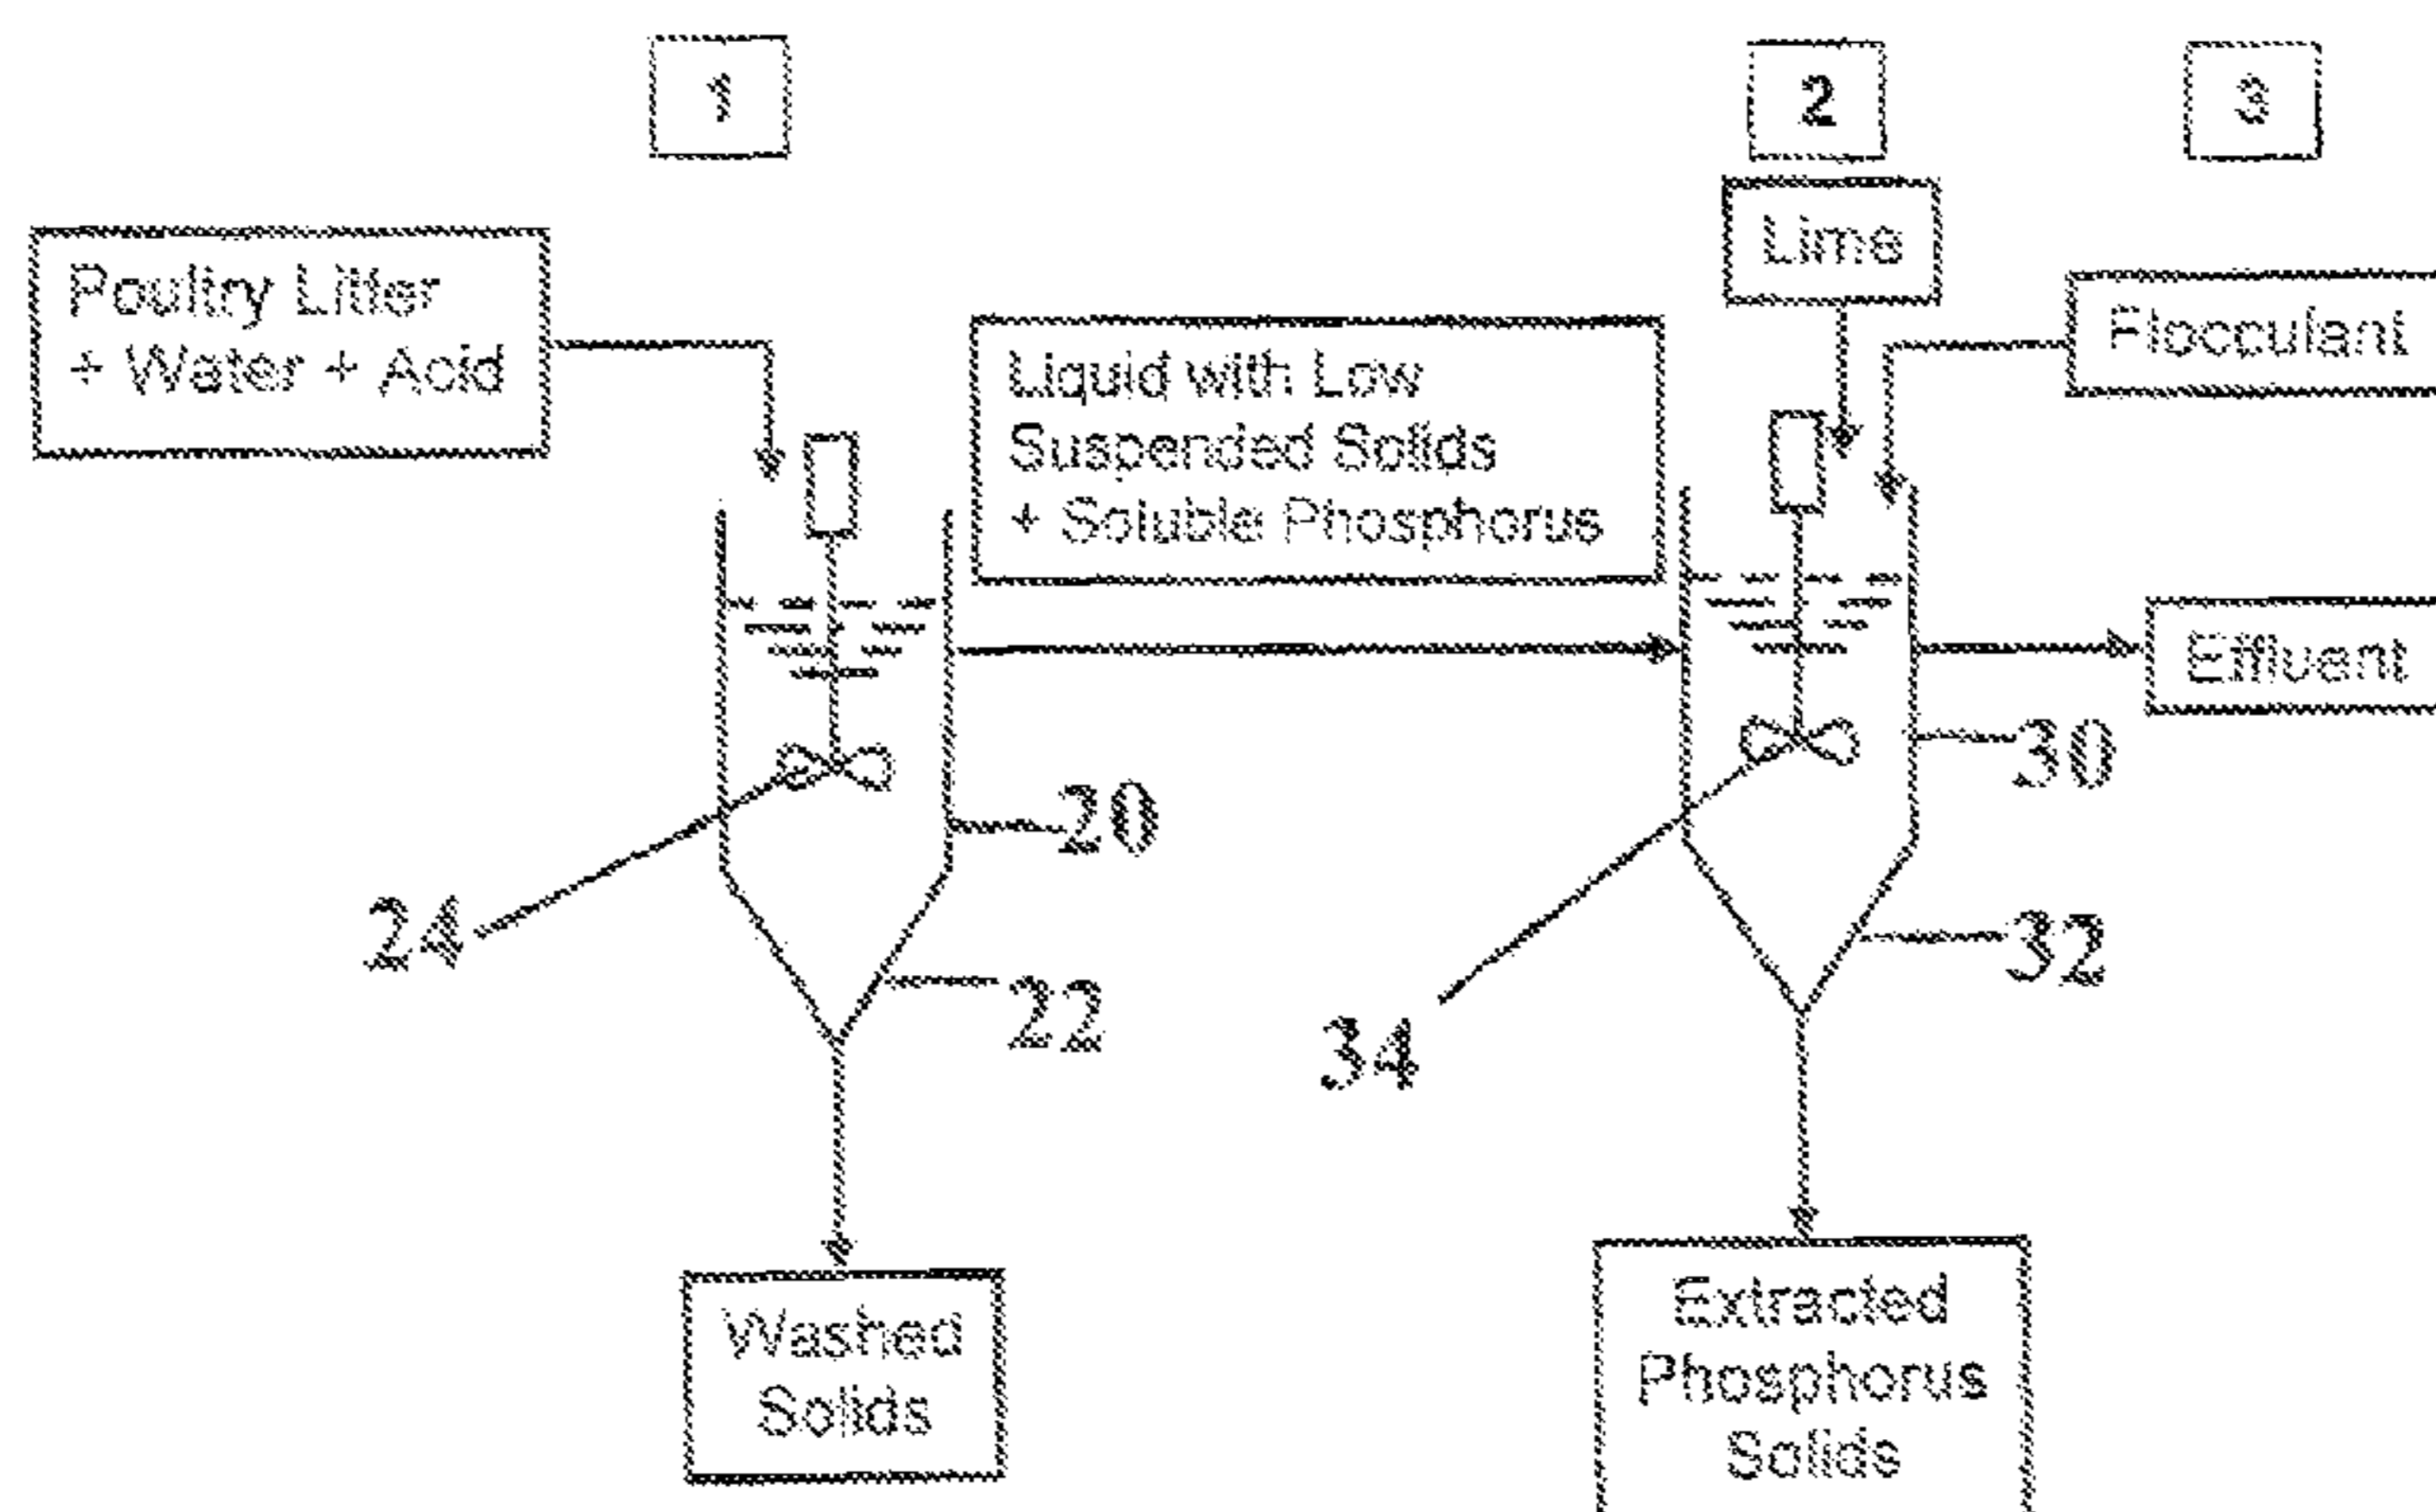 1
2
3
Lime
Poultry Litter
+ Water + Acid
Flocculant
Liquid with Low
Suspended Solids
+ Soluble Phosphorus
Effluent
30
20
24
32
22
34
Washed
Solids
Extracted
Phosphorus
Solids